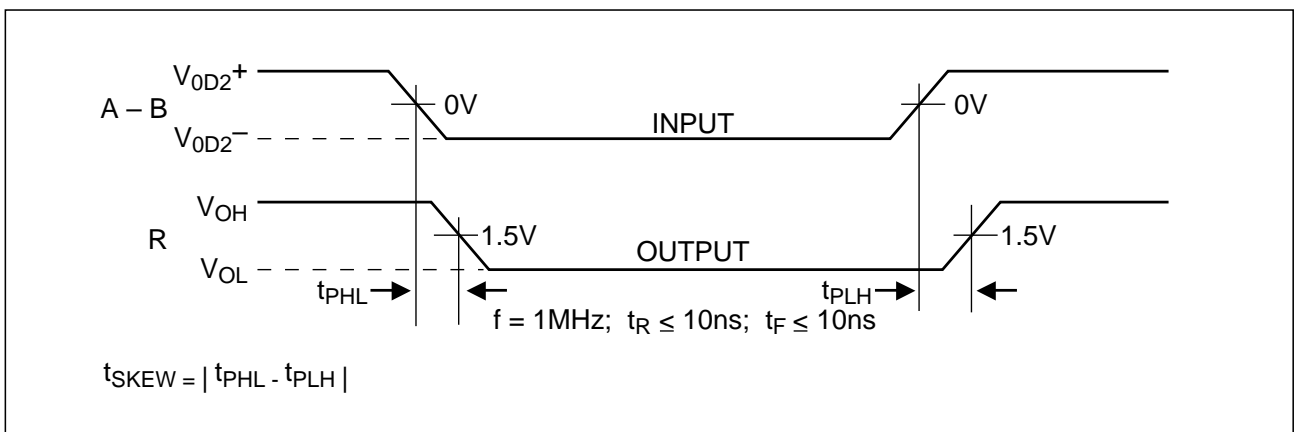 V0D2+
A – B
0V
0V
V0D2–
INPUT
VOH
R
1.5V
1.5V
OUTPUT
VOL
tPHL
tPLH
f = 1MHz; tR ≤ 10ns; tF ≤ 10ns
tSKEW = | tPHL - tPLH |